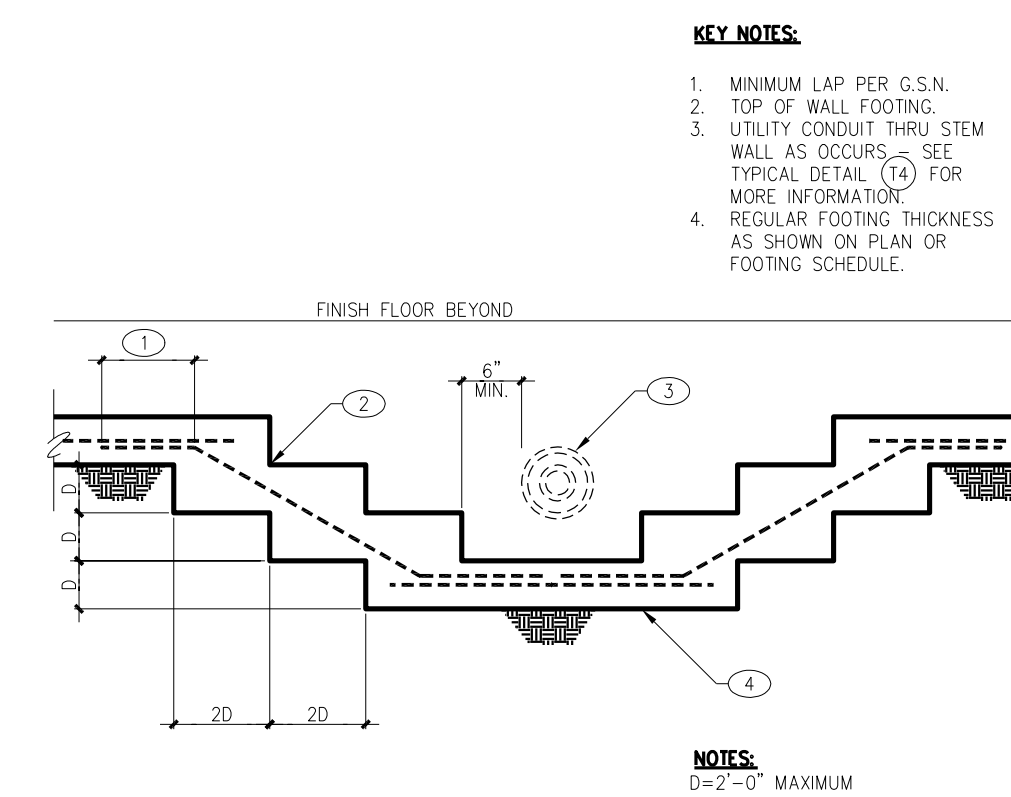 KEY NOTES:
1. MINIMUM LAP PER G.S.N.
2. TOP OF WALL FOOTING.
3. UTILITY CONDUIT THRU STEM
WALL AS OCCURS – SEE
TYPICAL DETAIL T4 FOR
MORE INFORMATION.
4. REGULAR FOOTING THICKNESS
AS SHOWN ON PLAN OR
FOOTING SCHEDULE.
FINISH FLOOR BEYOND
1
6"
MIN.
2
3
D
D
D
4
2D
2D
NOTES:
D=2'-0" MAXIMUM